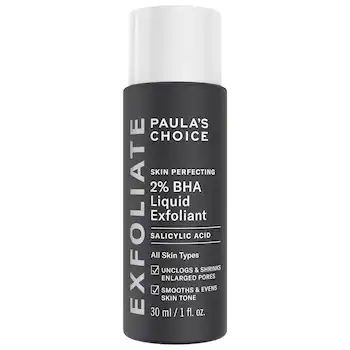 EXFOLIATE
PAULA'S
CHOICE
SKIN PERFECTING
2% BHA
Liquid
Exfoliant
SALICYLIC ACID
All Skin Types
UNCLOGS & SHRINKS
ENLARGED PORES
SMOOTHS & EVENS
SKIN TONE
30 ml / 1 fl. oz.